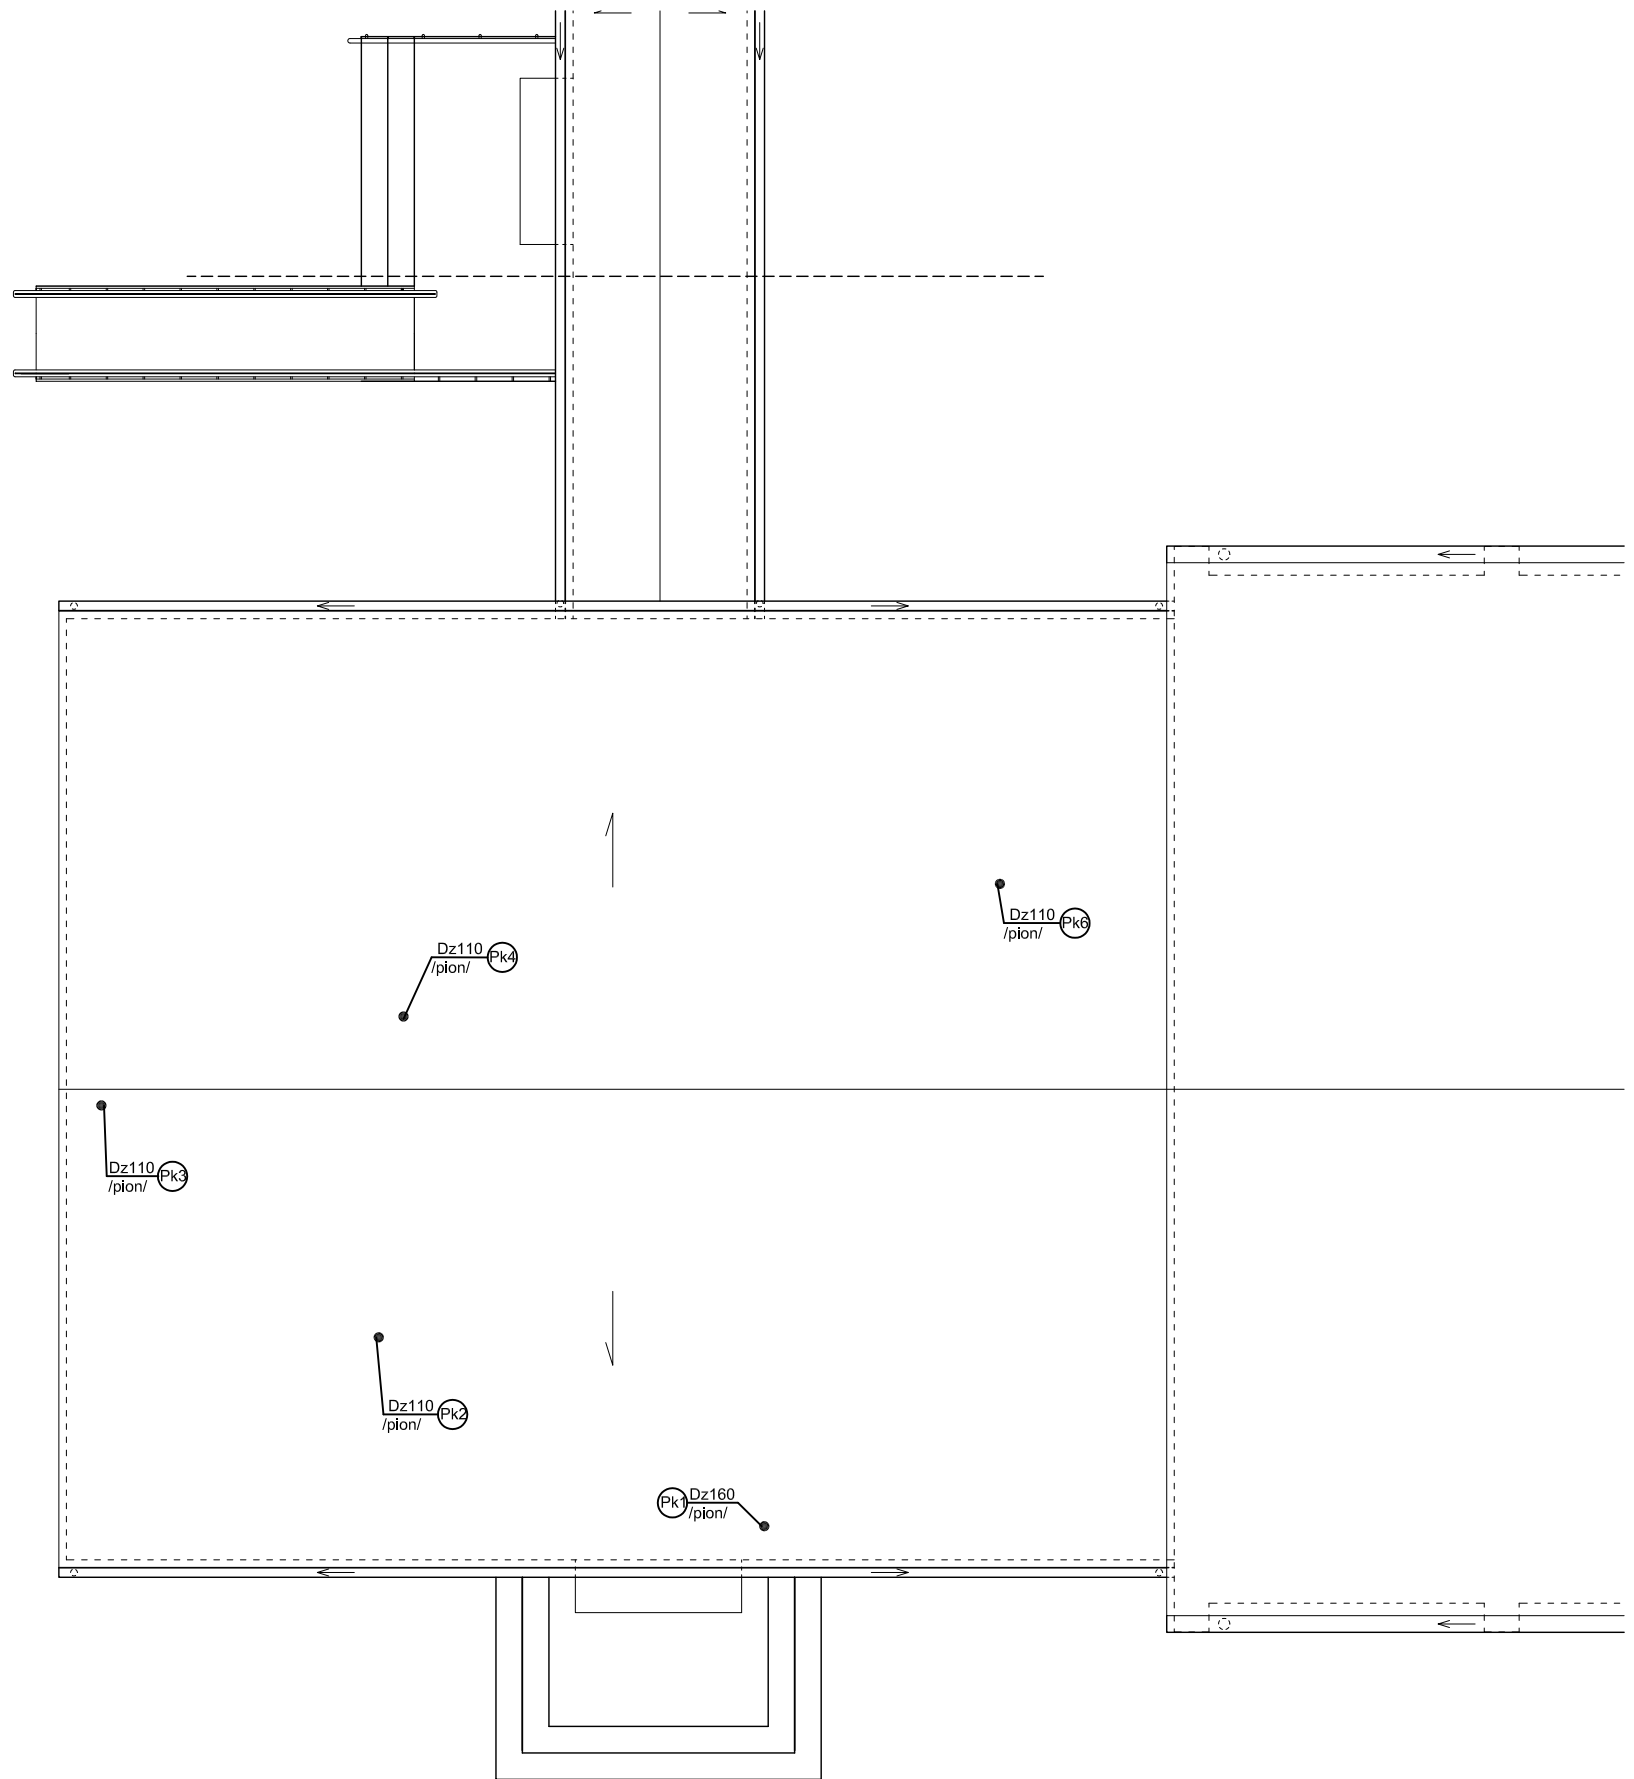 Dz110 Pk6
/pion/
Dz110 Pk4
/pion/
Dz110 Pk3
/pion/
Dz110 Pk2
/pion/
Pk1 Dz160
/pion/